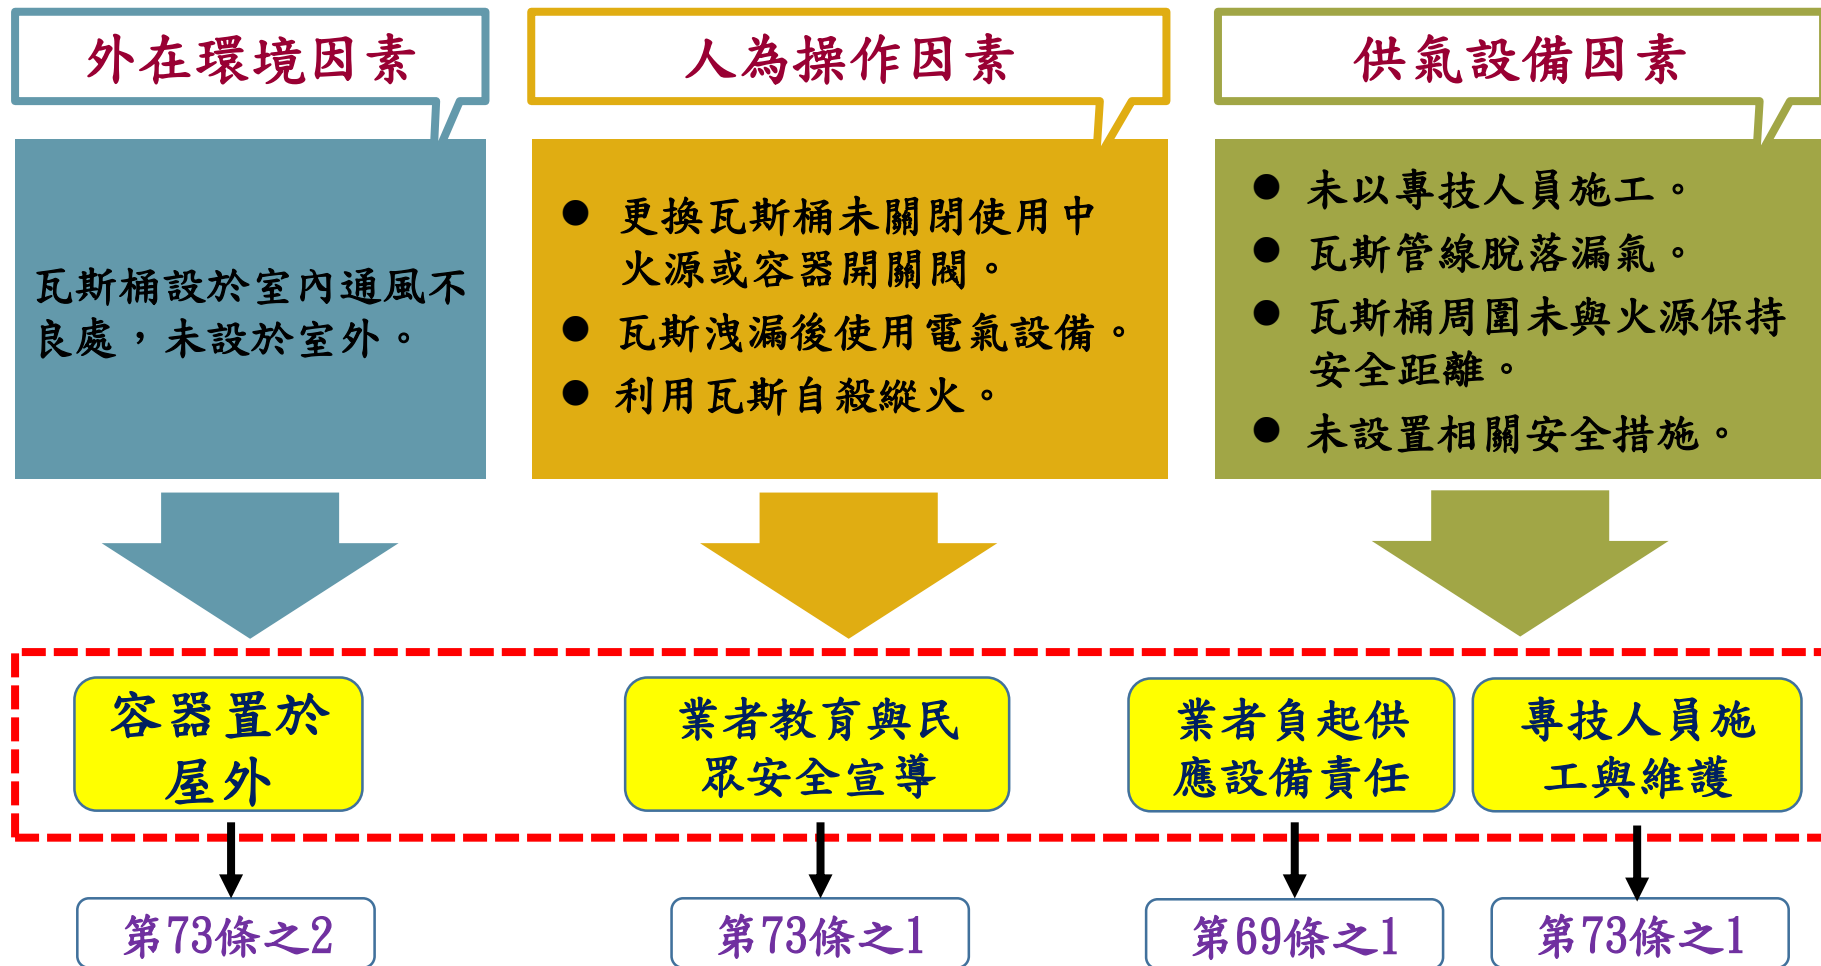 外在環境因素
人為操作因素
供氣設備因素
瓦斯桶設於室內通風不
良處，未設於室外。
● 更換瓦斯桶未關閉使用中
火源或容器開關閥。
● 瓦斯洩漏後使用電氣設備。
● 利用瓦斯自殺縱火。
● 未以專技人員施工。
● 瓦斯管線脫落漏氣。
● 瓦斯桶周圍未與火源保持
安全距離。
● 未設置相關安全措施。
容器置於
屋外
業者教育與民
眾安全宣導
業者負起供
應設備責任
專技人員施
工與維護
第73條之2
第73條之1
第69條之1
第73條之1